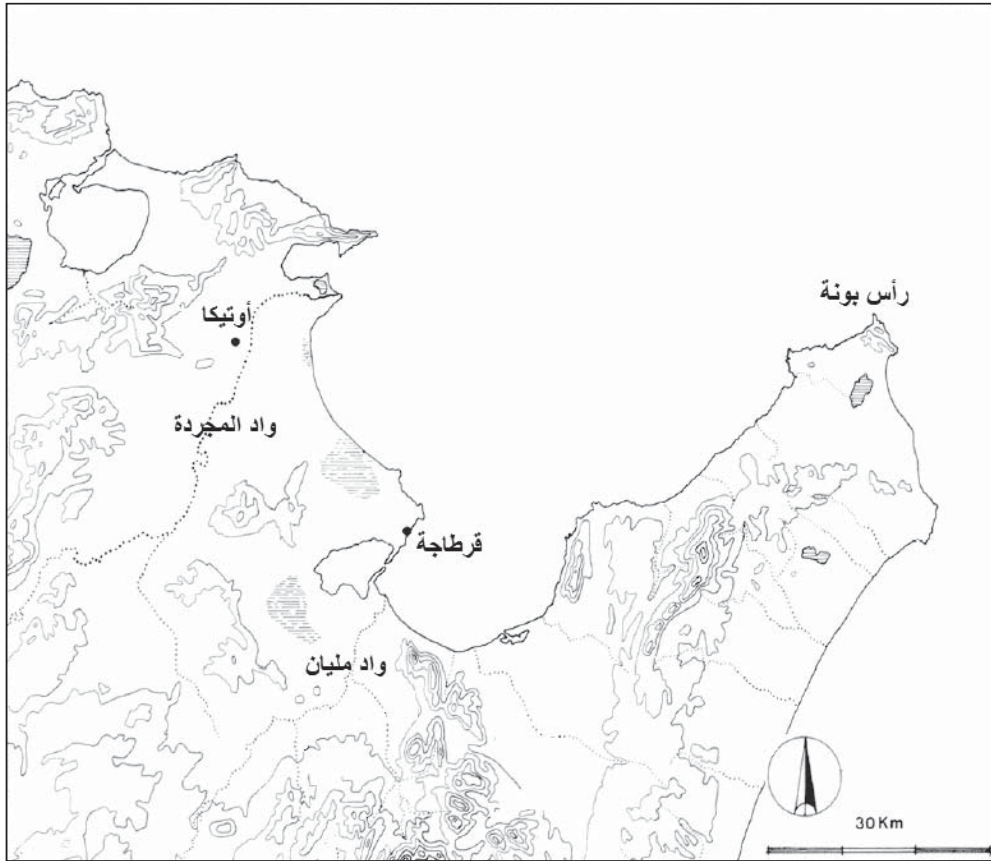 رأس بونة
أوتيكا
واد المجردة
قرطاجة
واد مليان
30 Km